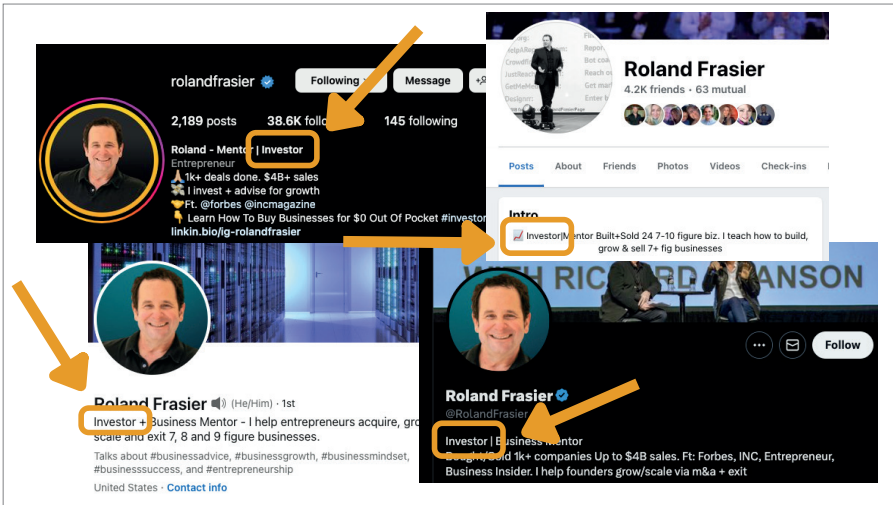 rolandfrasier
Following
Message
2,189 posts 38.6K 145 following
Roland - Mentor | Investor
Entrepreneur
🙏1k+ deals done. $4B+ sales
💸 I invest + advise for growth
🤝Ft. @forbes @incmagazine
👇 Learn How To Buy Businesses for $0 Out Of Pocket #investor
linkin.bio/ig-rolandfrasier
Roland Frasier
4.2K friends • 63 mutual
Posts About Friends Photos Videos Check-ins
Intro
📈 Investor|Mentor Built+Sold 24 7-10 figure biz. I teach how to build,
grow & sell 7+ fig businesses
Roland Frasier (He/Him) · 1st
Investor + Business Mentor - I help entrepreneurs acquire,
scale and exit 7, 8 and 9 figure businesses.
Talks about #businessadvice, #businessgrowth, #businessmindset,
#businesssuccess, and #entrepreneurship
United States · Contact info
WITH RICHARD BRANSON
Follow
Roland Frasier
@RolandFrasier
Investor | Business Mentor
Bought/Sold 1k+ companies Up to $4B sales. Ft: Forbes, INC, Entrepreneur,
Business Insider. I help founders grow/scale via m&a + exit